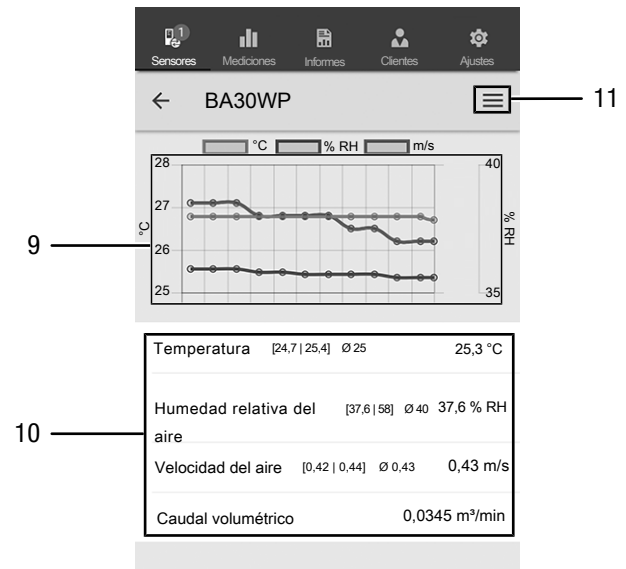 1
Sensores Mediciones Informes Clientes Ajustes
BA30WP
11
°C % RH m/s
28 40
27
°C % RH
9
26
25 35
Temperatura [24,7 | 25,4] Ø 25 25,3 °C
Humedad relativa del [37,6 | 58] Ø 40 37,6 % RH
10
aire
Velocidad del aire [0,42 | 0,44] Ø 0,43 0,43 m/s
Caudal volumétrico 0,0345 m³/min